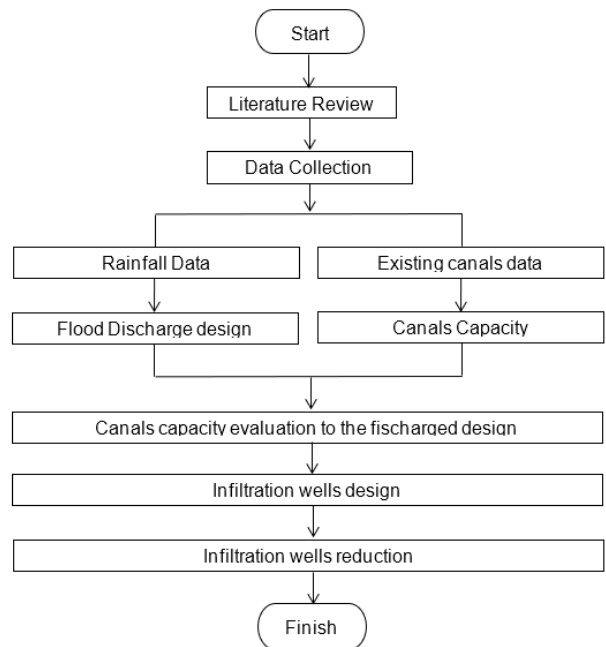 Start
Literature Review
Data Collection
Rainfall Data
Existing canals data
Flood Discharge design
Canals Capacity
Canals capacity evaluation to the fischarged design
Infiltration wells design
Infiltration wells reduction
Finish